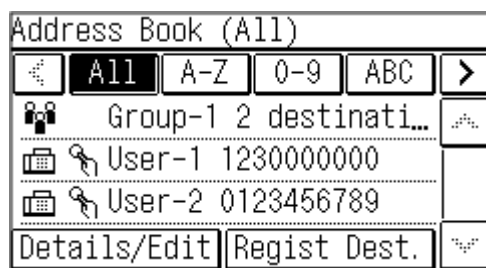 Address Book (All)
All A-Z 0-9 ABC >
Group-1 2 destinati…
User-1 1230000000
User-2 0123456789
Details/Edit Regist Dest.